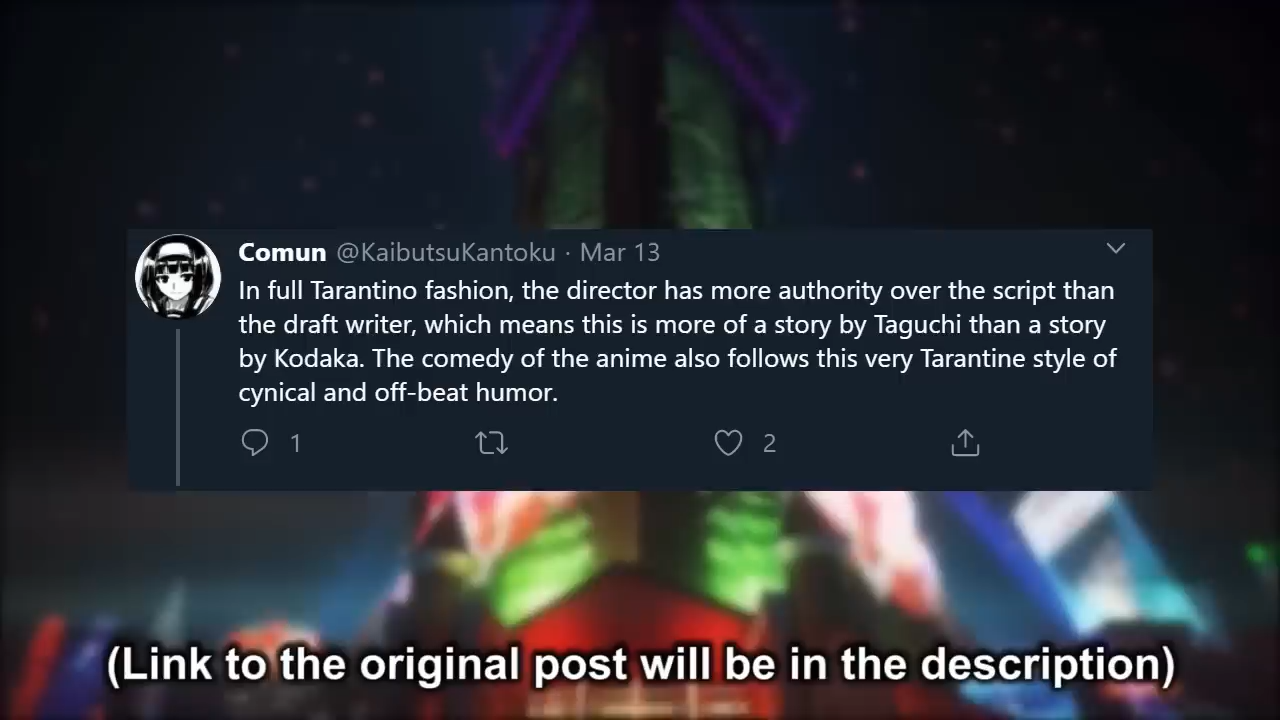 Comun @KaibutsuKantoku · Mar 13
In full Tarantino fashion, the director has more authority over the script than
the draft writer, which means this is more of a story by Taguchi than a story
by Kodaka. The comedy of the anime also follows this very Tarantine style of
cynical and off-beat humor.
1 2
(Link to the original post will be in the description)